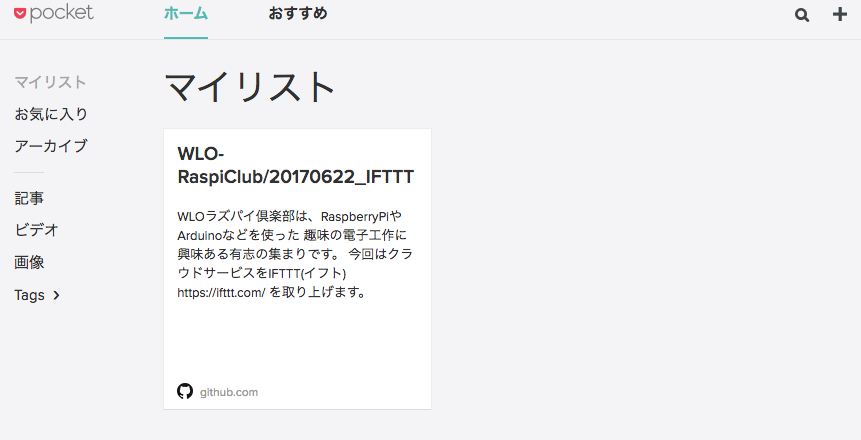 pocket
ホーム
おすすめ
マイリスト
お気に入り
アーカイブ
記事
ビデオ
画像
Tags
マイリスト
WLO-
RaspiClub/20170622_IFTTT
WLOラズパイ倶楽部は、RaspberryPiや
Arduinoなどを使った 趣味の電子工作に
興味ある有志の集まりです。 今回はクラ
ウドサービスをIFTTT(イフト)
https://ifttt.com/ を取り上げます。
github.com